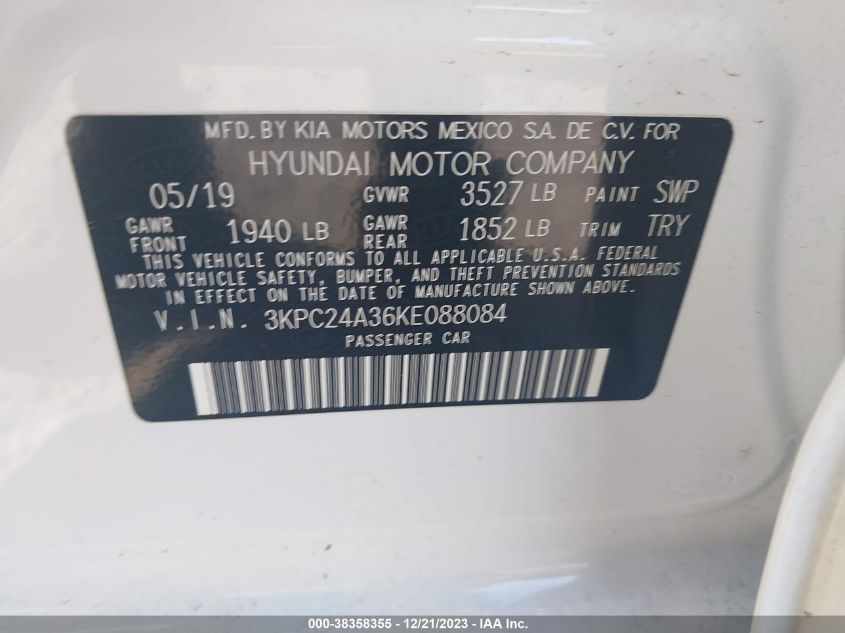 MFD. BY KIA MOTORS MEXICO S.A. DE C.V. FOR
HYUNDAI MOTOR COMPANY
05/19 GVWR 3527 LB PAINT SWP
GAWR FRONT 1940 LB GAWR REAR 1852 LB TRIM TRY
THIS VEHICLE CONFORMS TO ALL APPLICABLE U.S.A. FEDERAL
MOTOR VEHICLE SAFETY, BUMPER, AND THEFT PREVENTION STANDARDS
IN EFFECT ON THE DATE OF MANUFACTURE SHOWN ABOVE.
V.I.N. 3KPC24A36KE088084
PASSENGER CAR
000-38358355 - 12/21/2023 - IAA Inc.